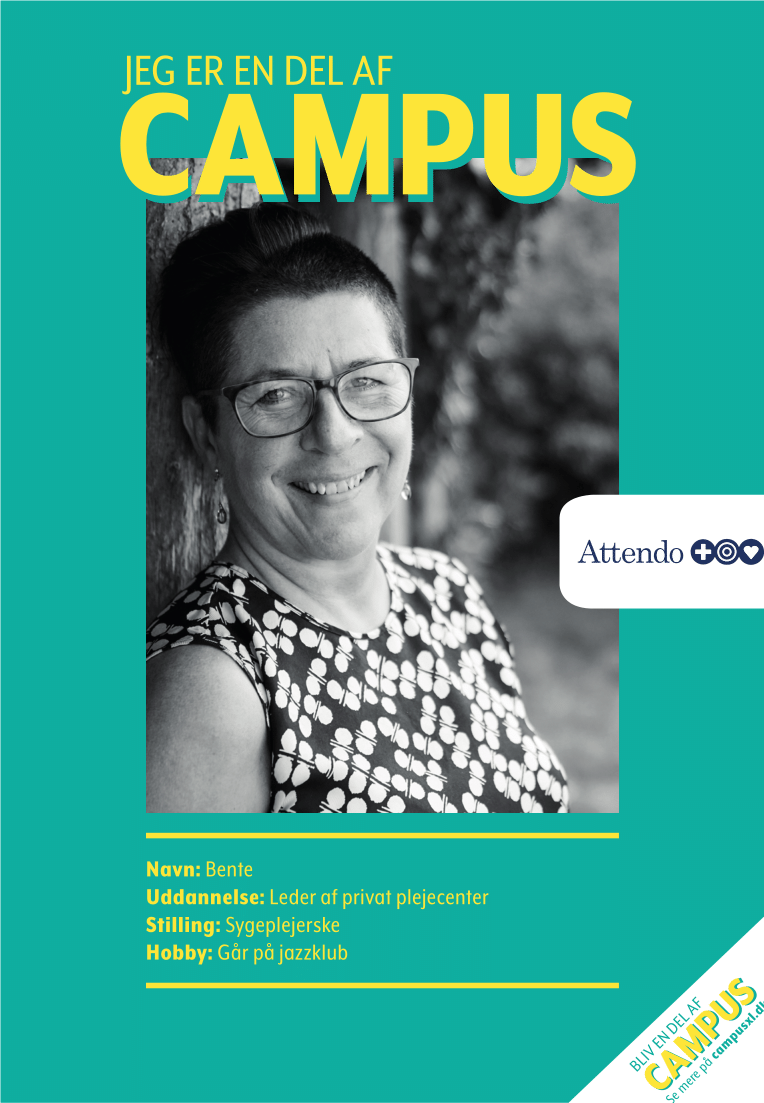 JEG ER EN DEL AF
CAMPUS
Attendo
Navn: Bente
Uddannelse: Leder af privat plejecenter
Stilling: Sygeplejerske
Hobby: Går på jazzklub
BLIV EN DEL AF
CAMPUS
Se mere på campusxl.dk